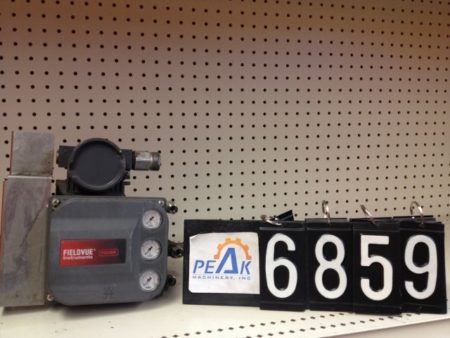 FIELDVUE
Instruments
PEAK
MACHINERY, INC
6859